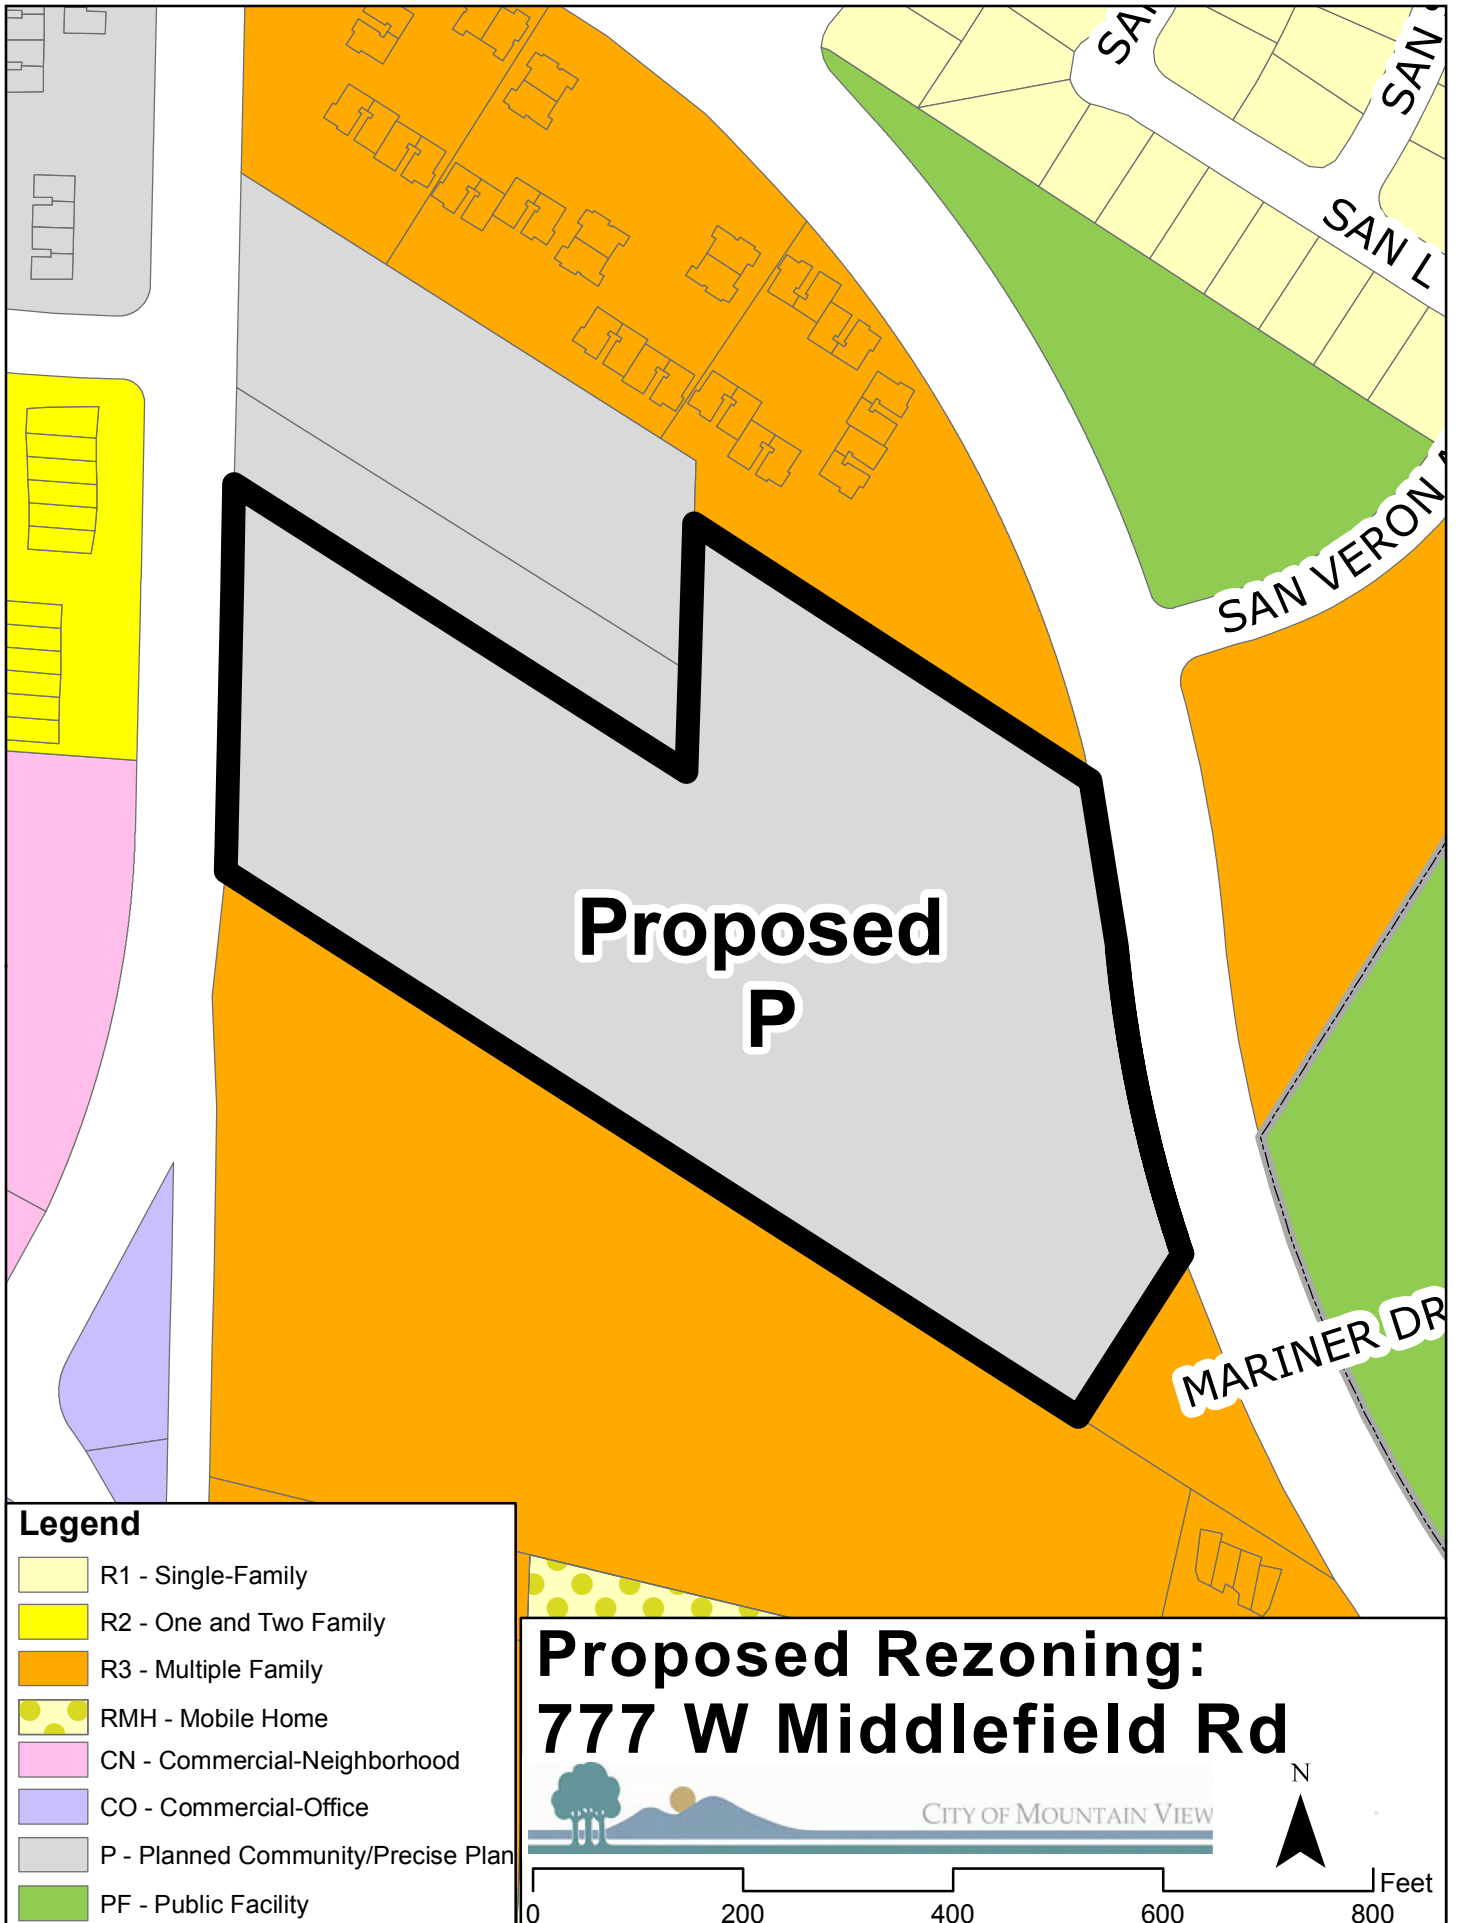 SAN
SAN L
SAN VERON
Proposed
P
MARINER DR
Legend
R1 - Single-Family
R2 - One and Two Family
R3 - Multiple Family
RMH - Mobile Home
CN - Commercial-Neighborhood
CO - Commercial-Office
P - Planned Community/Precise Plan
PF - Public Facility
Proposed Rezoning:
777 W Middlefield Rd
CITY OF MOUNTAIN VIEW
N
Feet
0 200 400 600 800